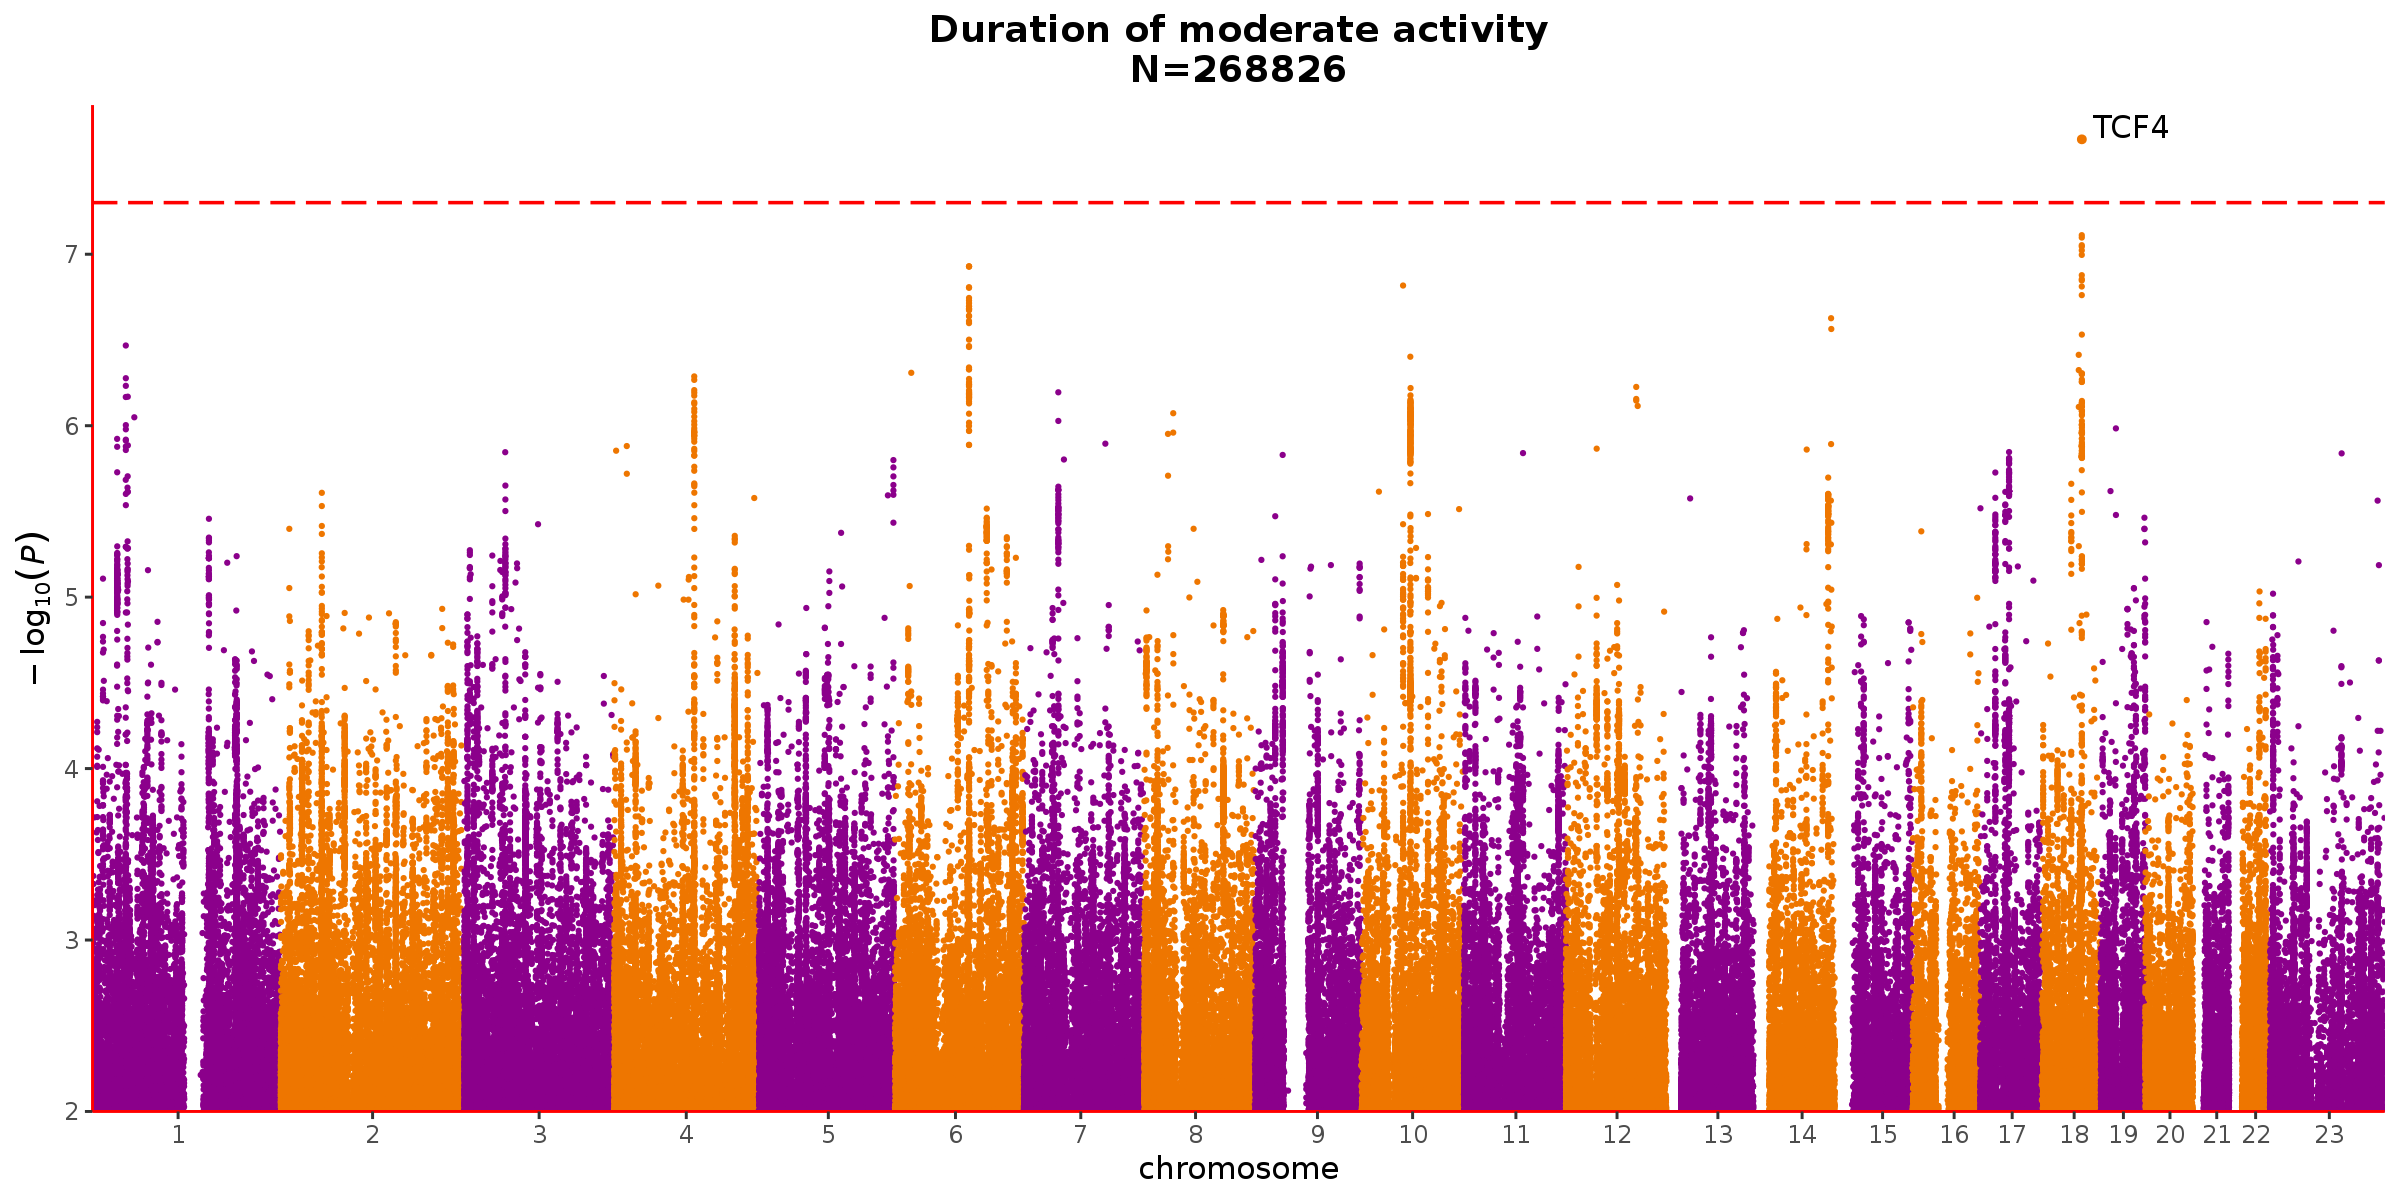 Duration of moderate activity
N=268826
TCF4
7
6
5
4
3
2
−log10(P)
1 2 3 4 5 6 7 8 9 10 11 12 13 14 15 16 17 18 19 20 21 22 23
chromosome